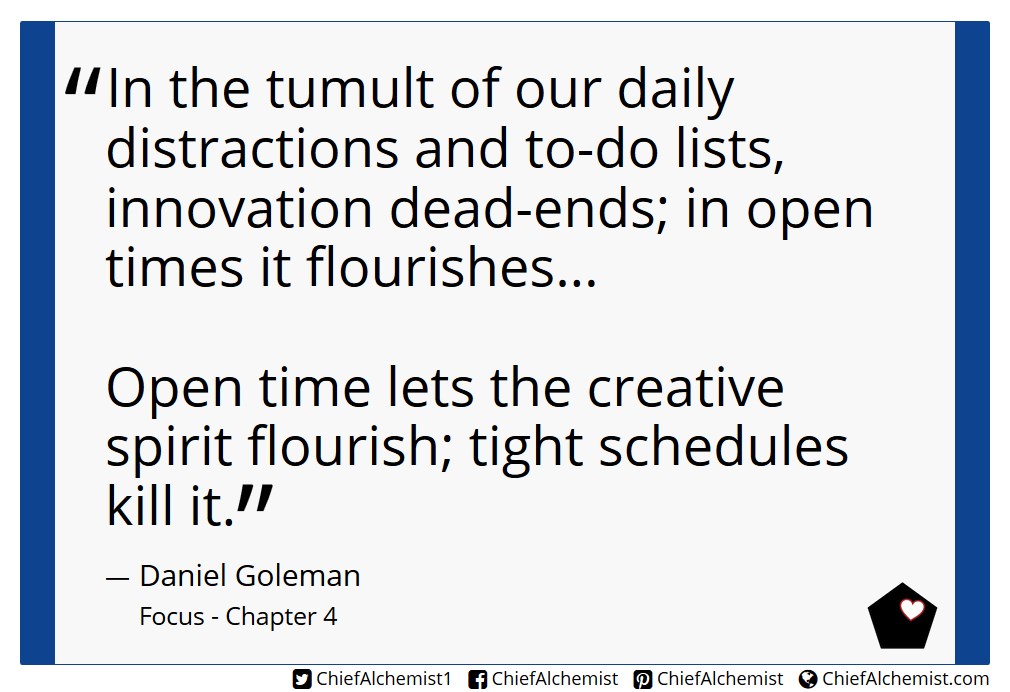 “In the tumult of our daily
distractions and to-do lists,
innovation dead-ends; in open
times it flourishes...
Open time lets the creative
spirit flourish; tight schedules
kill it.”
— Daniel Goleman
Focus - Chapter 4
ChiefAlchemist1 ChiefAlchemist ChiefAlchemist ChiefAlchemist.com